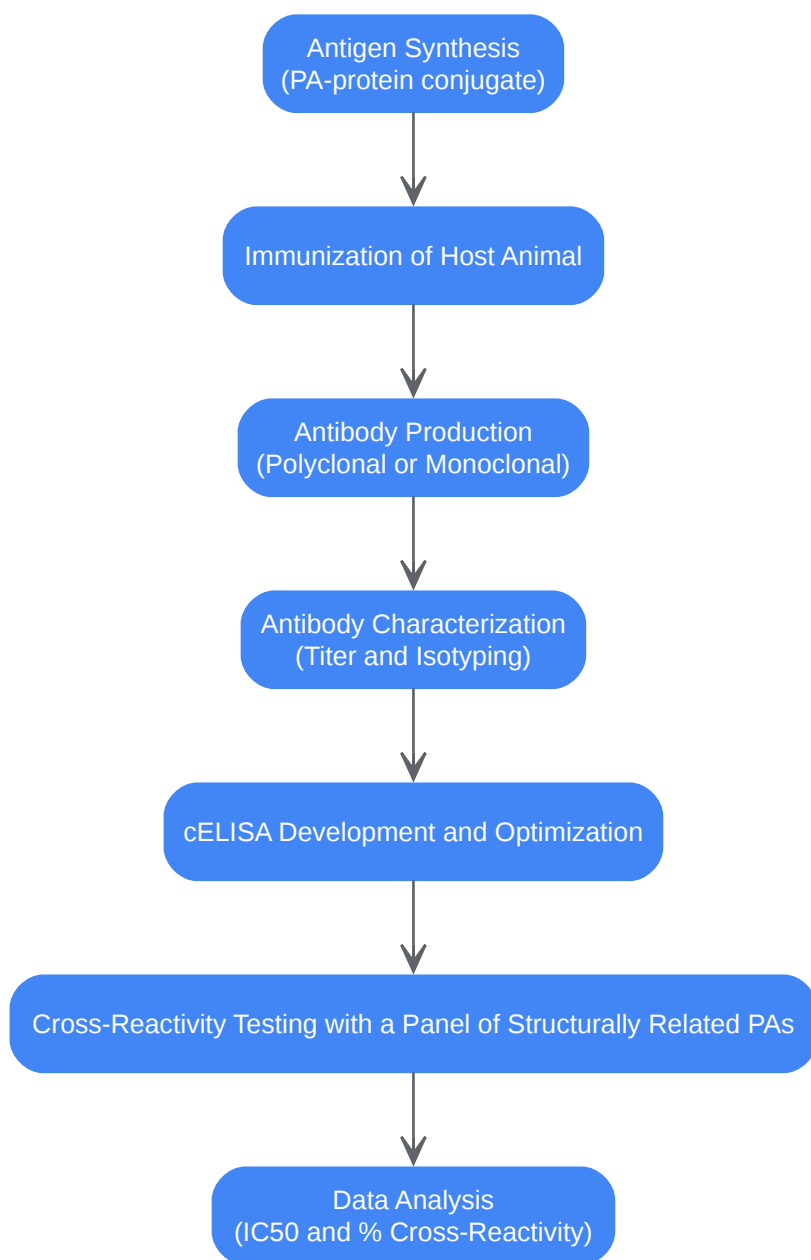 Antigen Synthesis
(PA-protein conjugate)
Immunization of Host Animal
Antibody Production
(Polyclonal or Monoclonal)
Antibody Characterization
(Titer and Isotyping)
cELISA Development and Optimization
Cross-Reactivity Testing with a Panel of Structurally Related PAs
Data Analysis
(IC50 and % Cross-Reactivity)